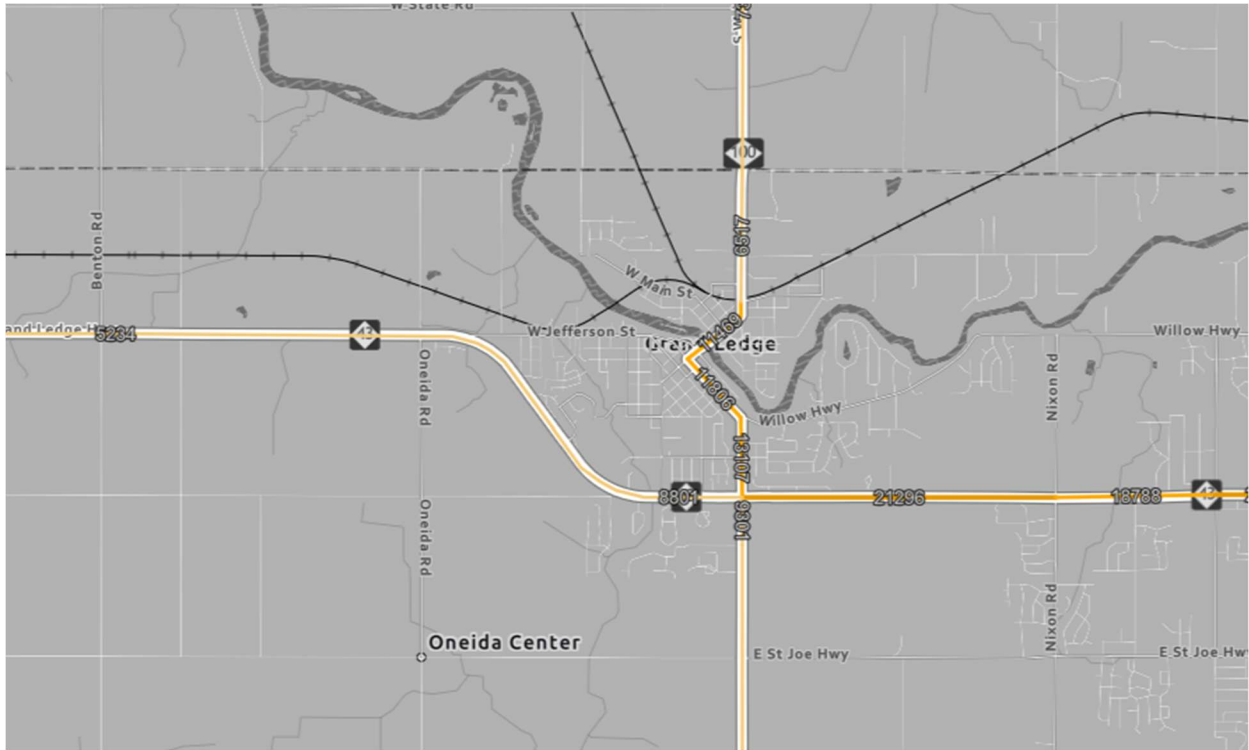 W State Rd
100
6517
Benton Rd
W Main St
and Ledge H
5234
43
W Jefferson St
11469
Grand Ledge
Willow Hwy
Oneida Rd
11806
Nixon Rd
Willow Hwy
13107
8801
43
21296
18788
43
9301
Oneida Rd
Nixon Rd
Oneida Center
E St Joe Hwy
E St Joe Hw